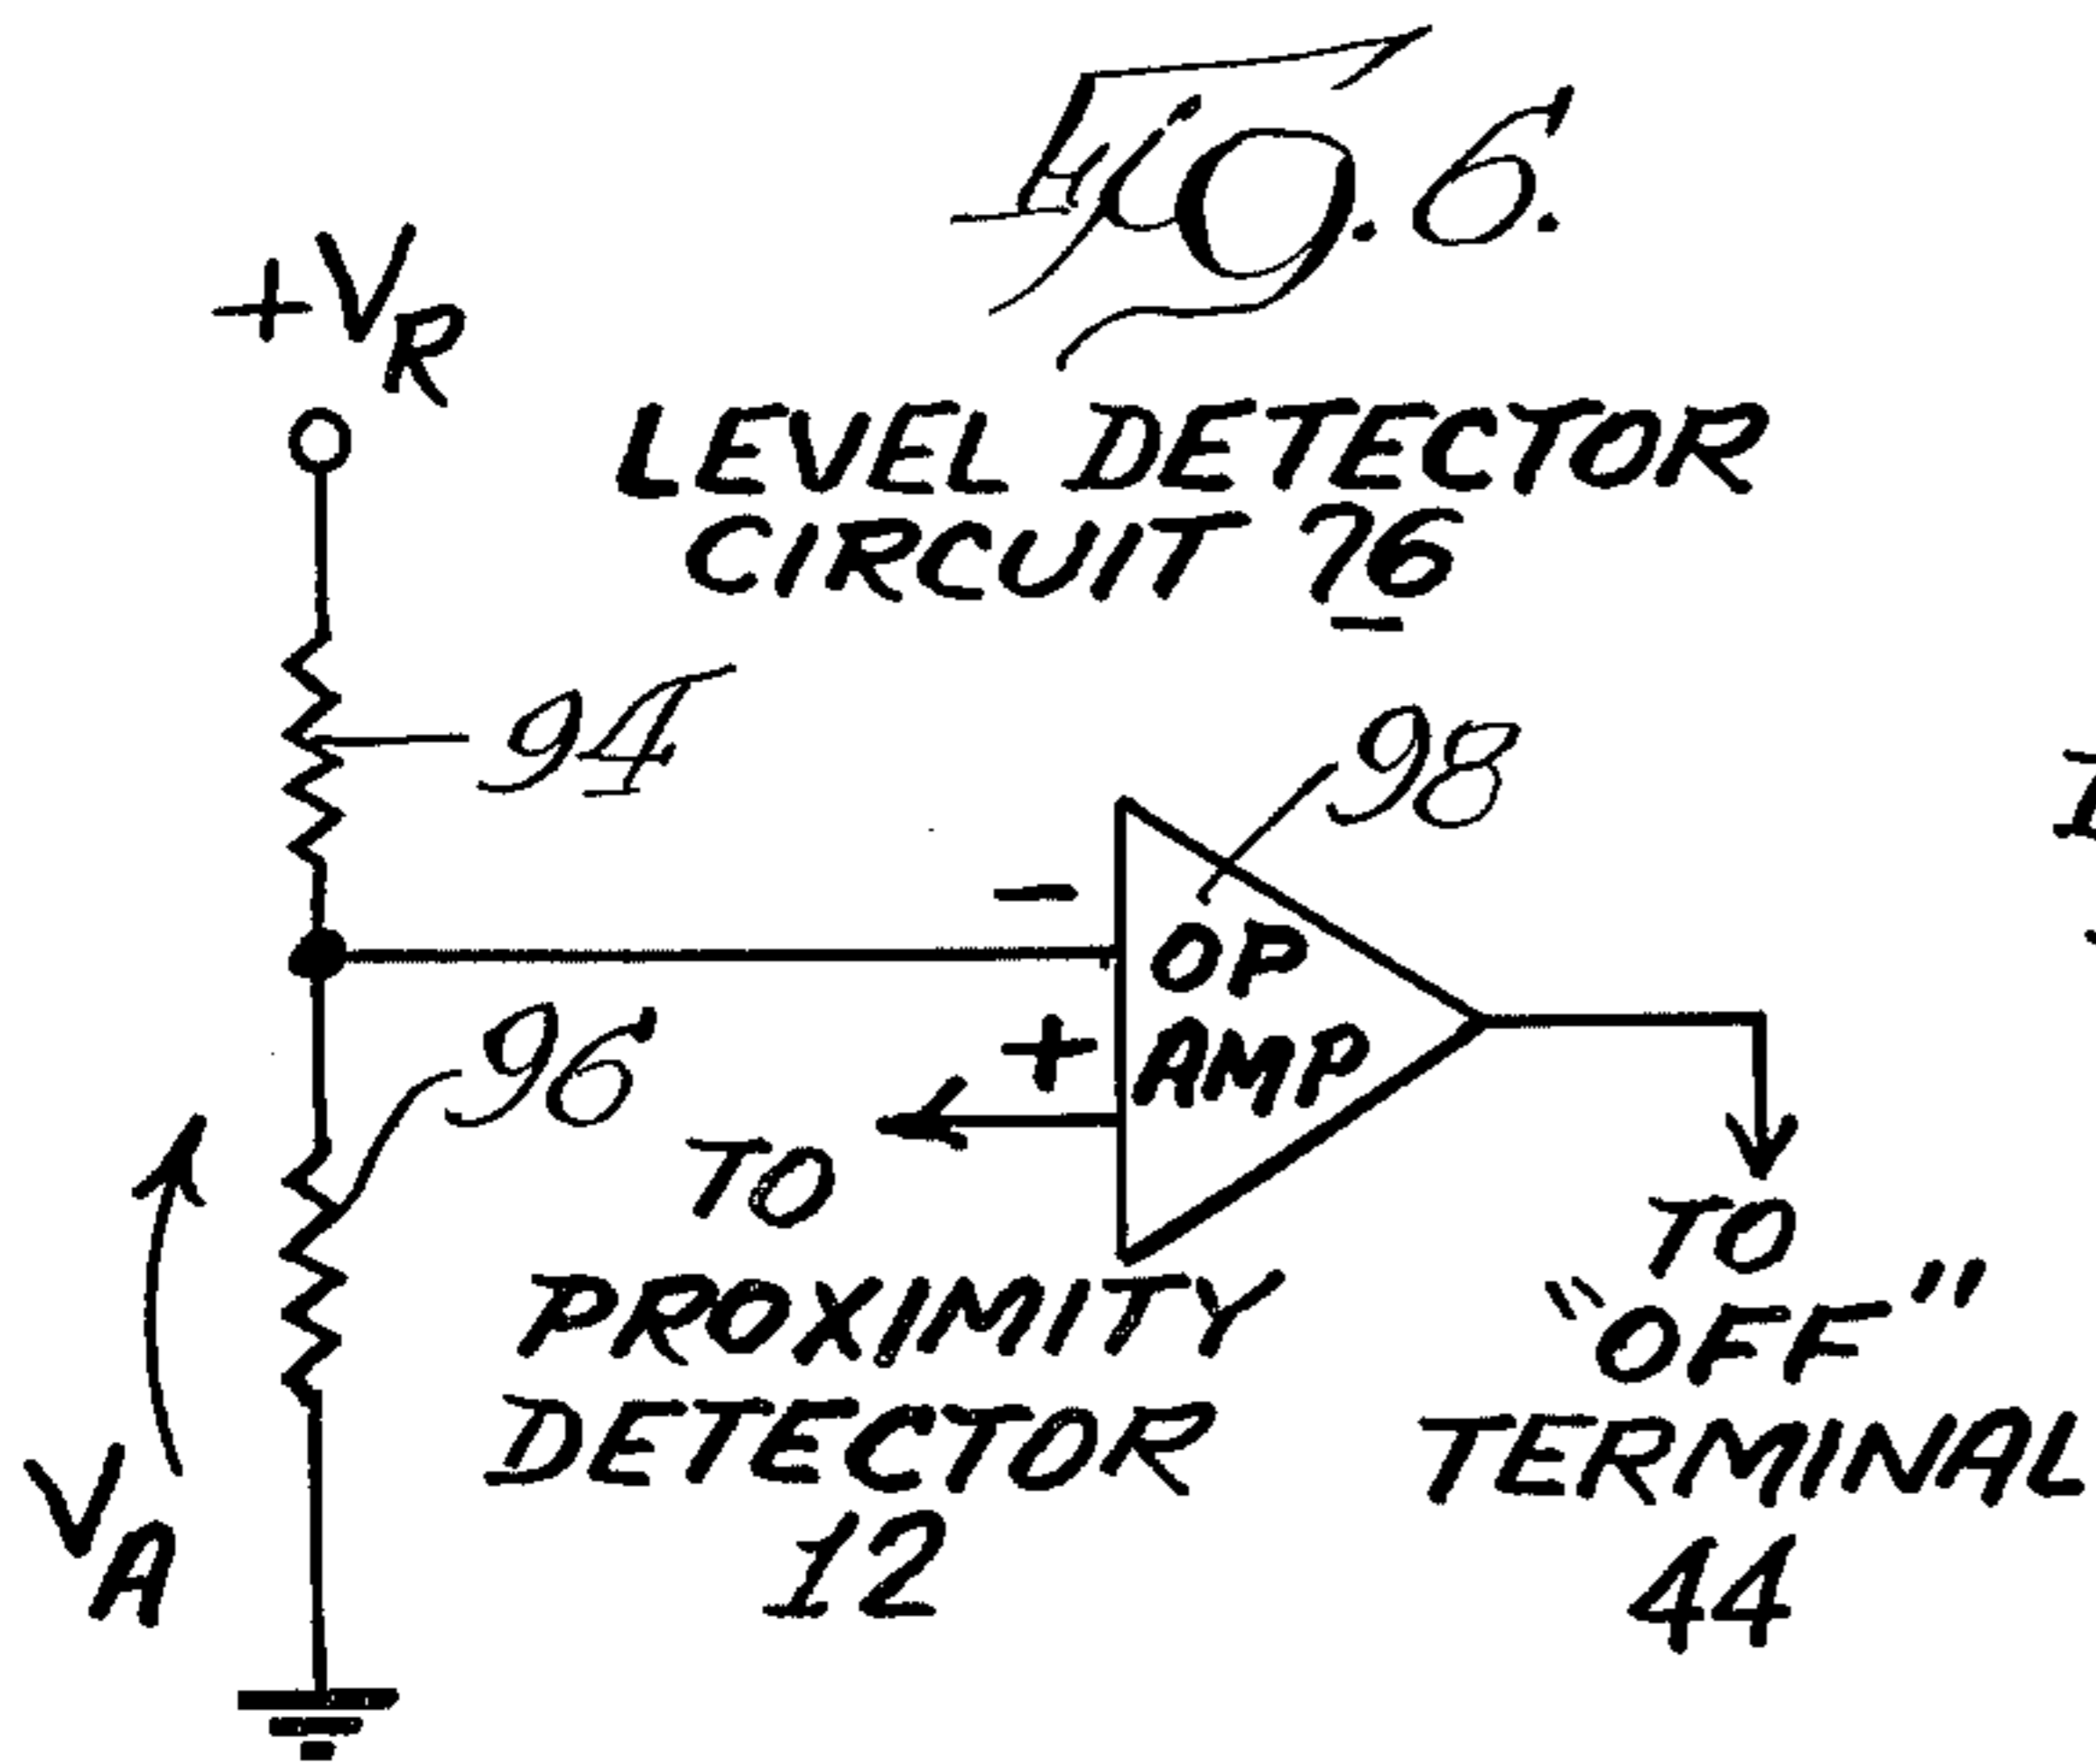 Fig. 6.
+VR
LEVEL DETECTOR
CIRCUIT 76
94
98
−
OP
AMP
+
96
TO
PROXIMITY
DETECTOR
12
TO
"OFF"
TERMINAL
44
VA